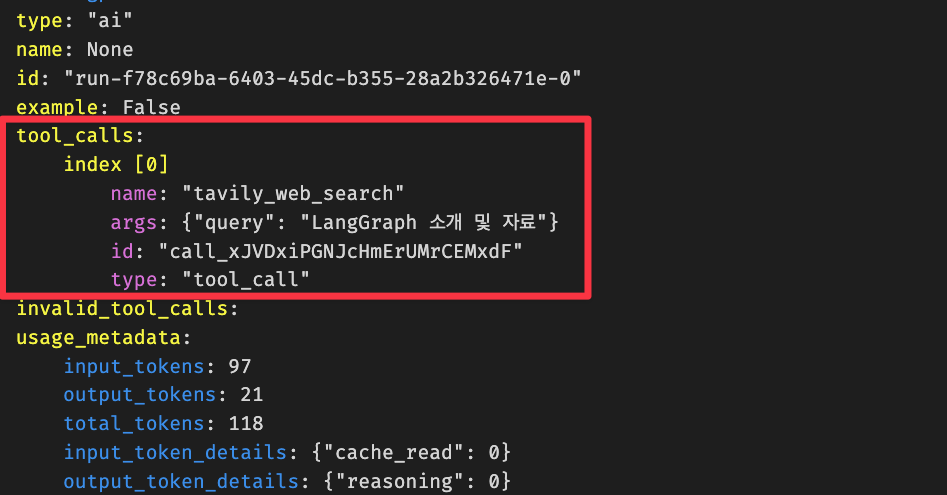 type: "ai"
name: None
id: "run-f78c69ba-6403-45dc-b355-28a2b326471e-0"
example: False
tool_calls:
index [0]
name: "tavily_web_search"
args: {"query": "LangGraph 소개 및 자료"}
id: "call_xJVDxiPGNJcHmErUMrCEMxdF"
type: "tool_call"
invalid_tool_calls:
usage_metadata:
input_tokens: 97
output_tokens: 21
total_tokens: 118
input_token_details: {"cache_read": 0}
output_token_details: {"reasoning": 0}